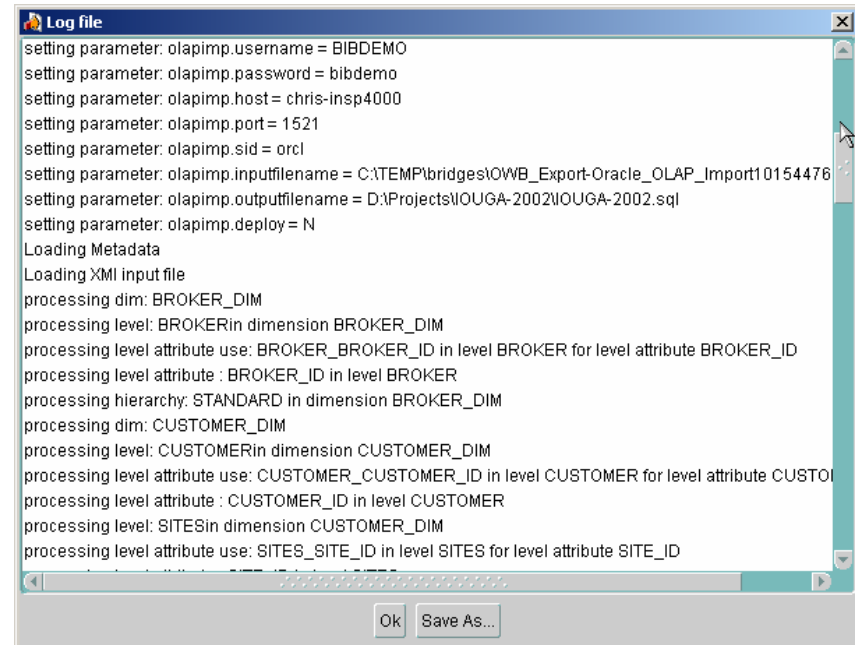 Log file
setting parameter: olapimp.username = BIBDEMO
setting parameter: olapimp.password = bibdemo
setting parameter: olapimp.host = chris-insp4000
setting parameter: olapimp.port = 1521
setting parameter: olapimp.sid = orcl
setting parameter: olapimp.inputfilename = C:\TEMP\bridges\OWB_Export-Oracle_OLAP_Import10154476
setting parameter: olapimp.outputfilename = D:\Projects\IOUGA-2002\IOUGA-2002.sql
setting parameter: olapimp.deploy = N
Loading Metadata
Loading XMI input file
processing dim: BROKER_DIM
processing level: BROKERin dimension BROKER_DIM
processing level attribute use: BROKER_BROKER_ID in level BROKER for level attribute BROKER_ID
processing level attribute : BROKER_ID in level BROKER
processing hierarchy: STANDARD in dimension BROKER_DIM
processing dim: CUSTOMER_DIM
processing level: CUSTOMERin dimension CUSTOMER_DIM
processing level attribute use: CUSTOMER_CUSTOMER_ID in level CUSTOMER for level attribute CUSTO
processing level attribute : CUSTOMER_ID in level CUSTOMER
processing level: SITESin dimension CUSTOMER_DIM
processing level attribute use: SITES_SITE_ID in level SITES for level attribute SITE_ID
Ok Save As...